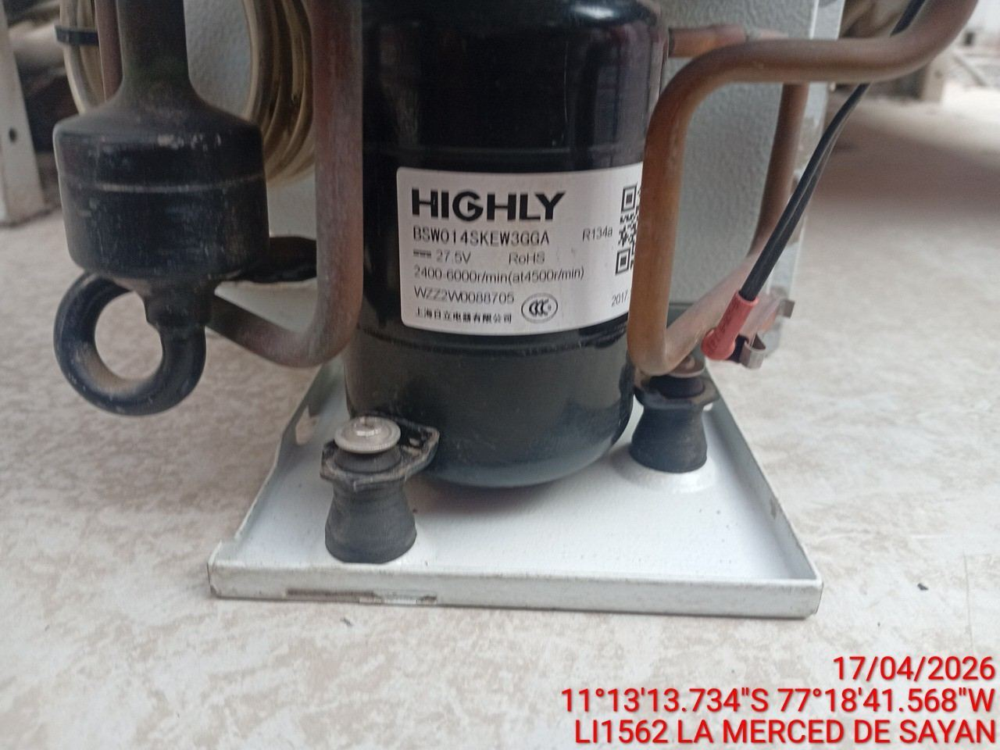 HIGHLY
BSW014SKEW3GGA R134a
27.5V RoHS
2400-6000r/min(at4500r/min)
WZZ2W0088705 2017
上海日立电器有限公司
17/04/2026
11°13'13.734"S 77°18'41.568"W
LI1562 LA MERCED DE SAYAN